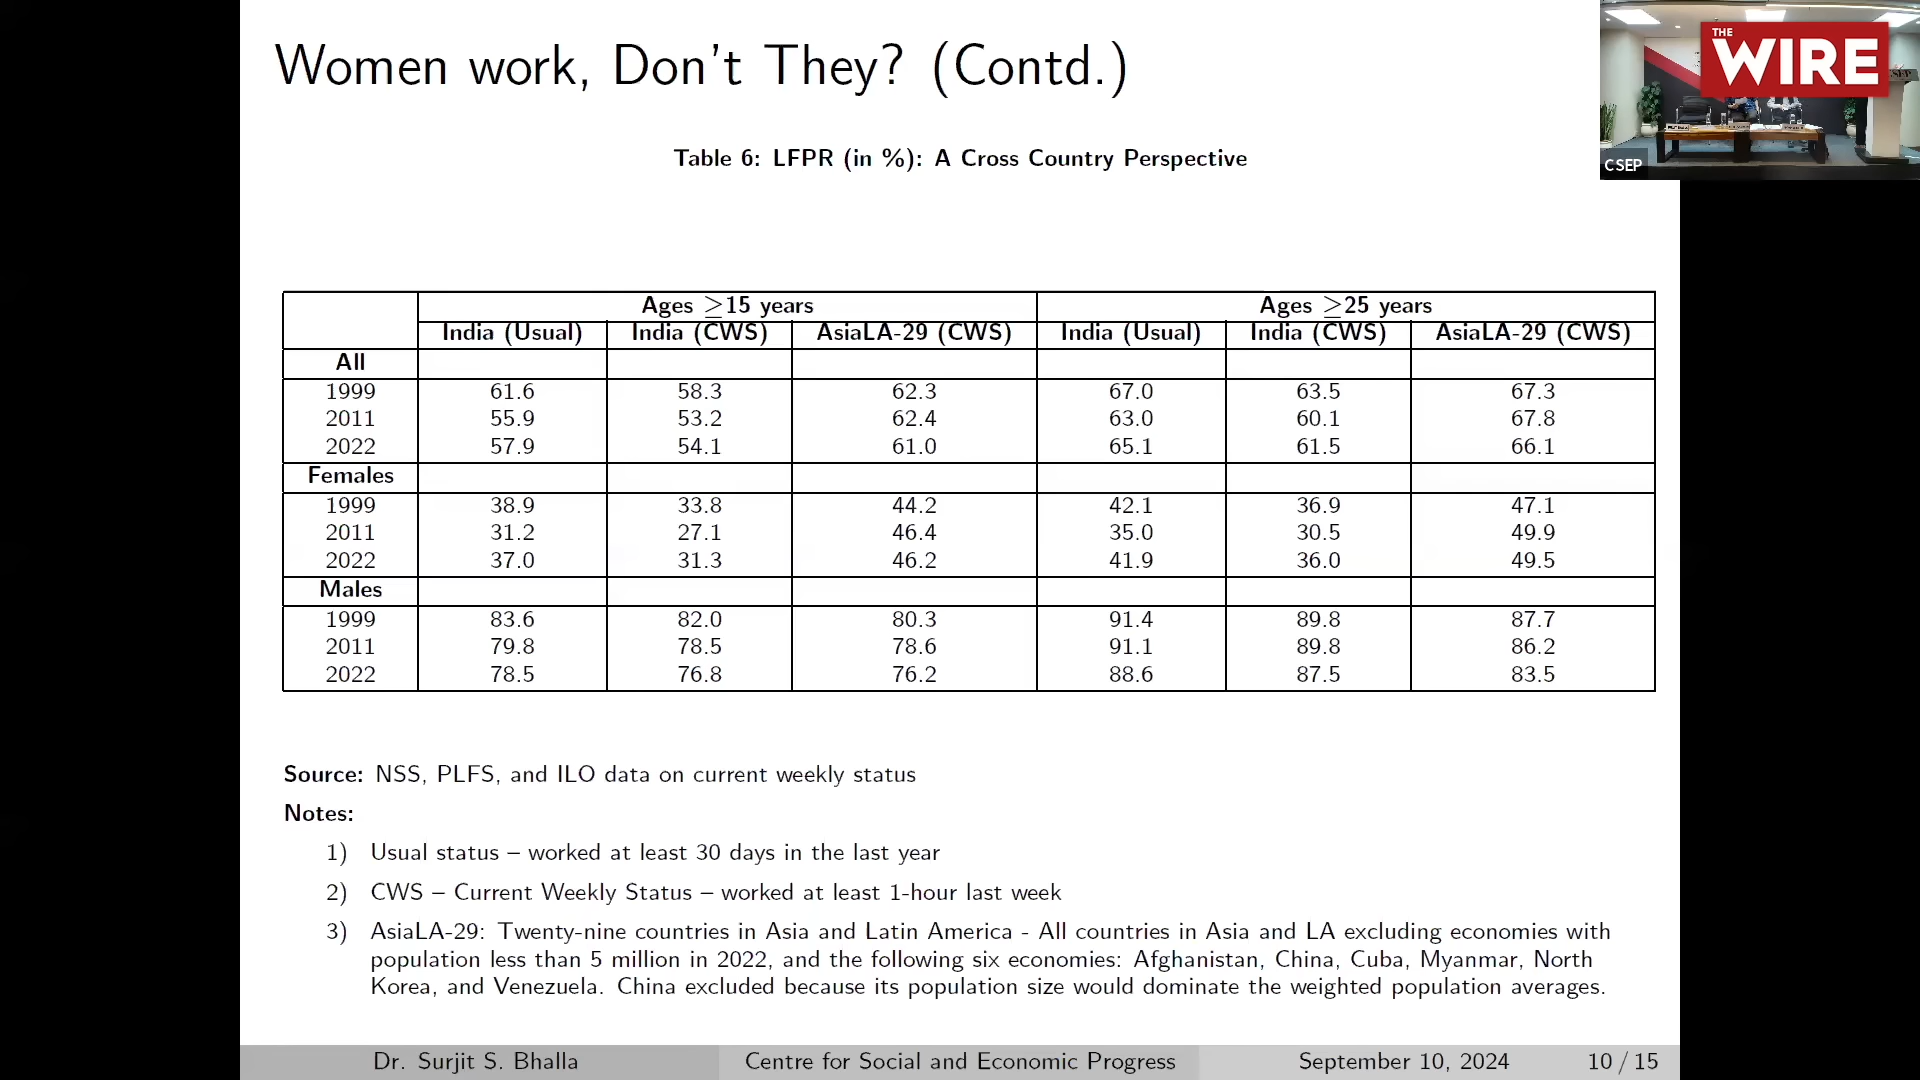 Women work, Don't They? (Contd.)
THE
WIRE
CSEP
Table 6: LFPR (in %): A Cross Country Perspective
Ages ≥15 years Ages ≥25 years
India (Usual) India (CWS) AsiaLA-29 (CWS) India (Usual) India (CWS) AsiaLA-29 (CWS)
All
1999 61.6 58.3 62.3 67.0 63.5 67.3
2011 55.9 53.2 62.4 63.0 60.1 67.8
2022 57.9 54.1 61.0 65.1 61.5 66.1
Females
1999 38.9 33.8 44.2 42.1 36.9 47.1
2011 31.2 27.1 46.4 35.0 30.5 49.9
2022 37.0 31.3 46.2 41.9 36.0 49.5
Males
1999 83.6 82.0 80.3 91.4 89.8 87.7
2011 79.8 78.5 78.6 91.1 89.8 86.2
2022 78.5 76.8 76.2 88.6 87.5 83.5
Source: NSS, PLFS, and ILO data on current weekly status
Notes:
1) Usual status – worked at least 30 days in the last year
2) CWS – Current Weekly Status – worked at least 1-hour last week
3) AsiaLA-29: Twenty-nine countries in Asia and Latin America - All countries in Asia and LA excluding economies with
population less than 5 million in 2022, and the following six economies: Afghanistan, China, Cuba, Myanmar, North
Korea, and Venezuela. China excluded because its population size would dominate the weighted population averages.
Dr. Surjit S. Bhalla Centre for Social and Economic Progress September 10, 2024 10 / 15